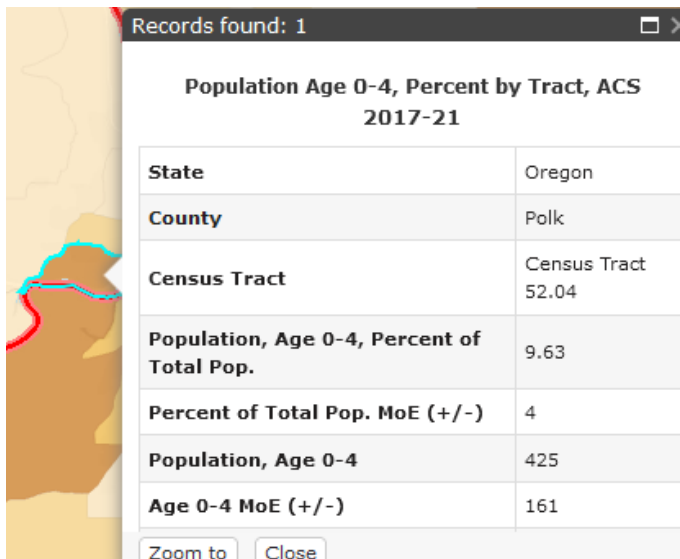 Records found: 1
Population Age 0-4, Percent by Tract, ACS
2017-21
State Oregon
County Polk
Census Tract Census Tract
52.04
Population, Age 0-4, Percent of
Total Pop. 9.63
Percent of Total Pop. MoE (+/-) 4
Population, Age 0-4 425
Age 0-4 MoE (+/-) 161
Zoom to Close